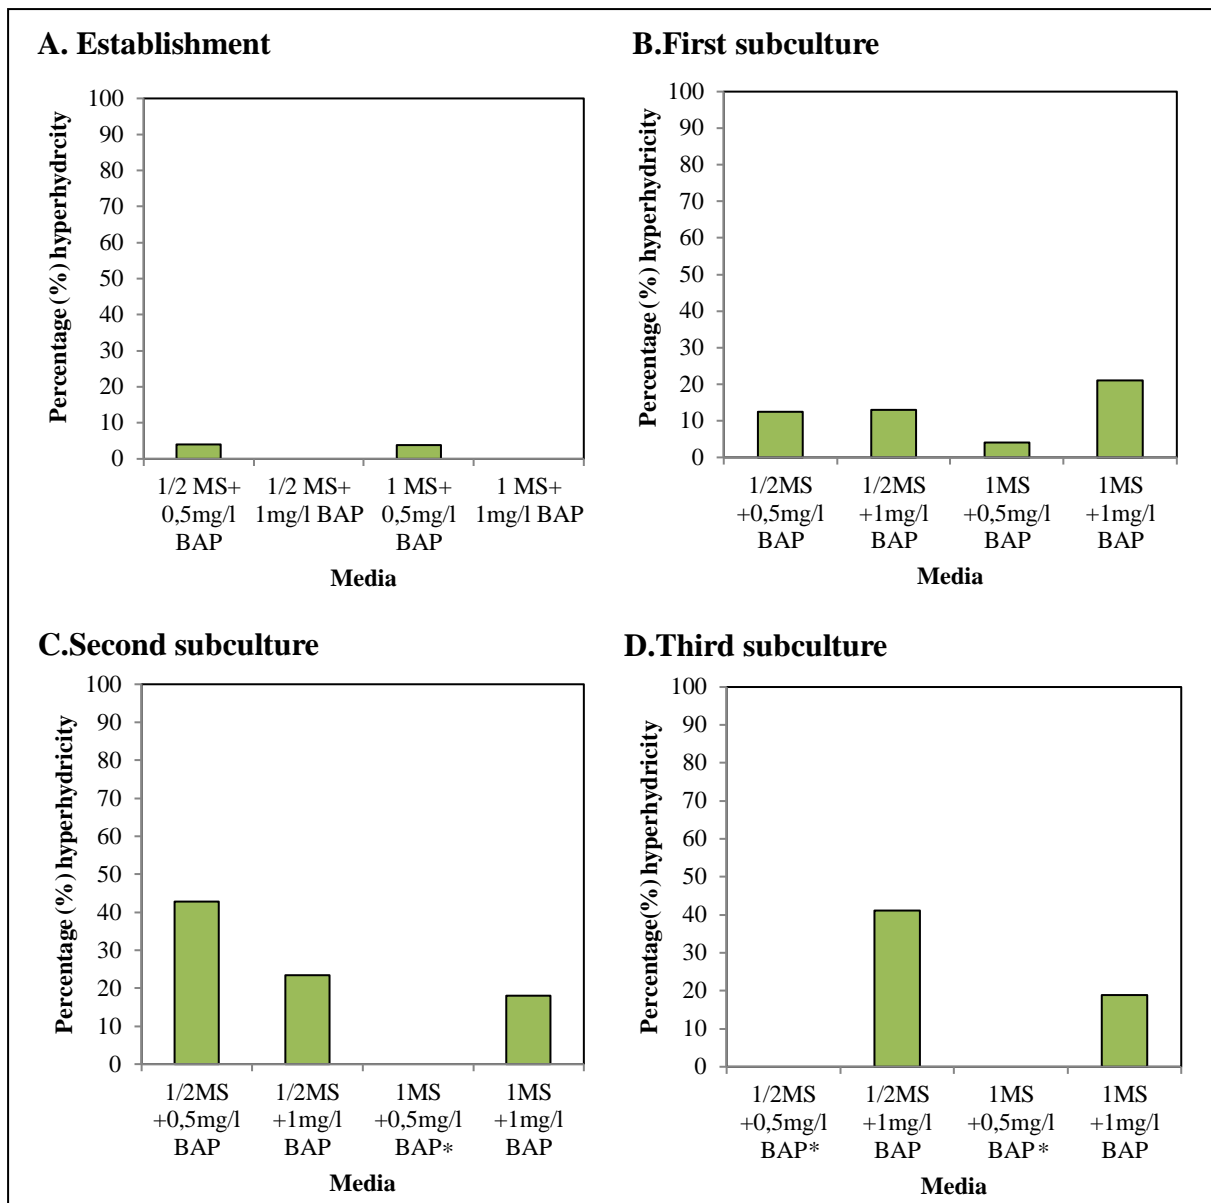 A. Establishment
Percentage (%) hyperhydrcity
100
90
80
70
60
50
40
30
20
10
0
1/2 MS+ 1/2 MS+ 1 MS+ 1 MS+
0,5mg/l 1mg/l BAP 0,5mg/l 1mg/l BAP
BAP BAP
Media
B.First subculture
Percentage (%) hyperhydricity
100
90
80
70
60
50
40
30
20
10
0
1/2MS 1/2MS 1MS 1MS
+0,5mg/l +1mg/l +0,5mg/l +1mg/l
BAP BAP BAP BAP
Media
C.Second subculture
Percentage (%) hyperhydricity
100
90
80
70
60
50
40
30
20
10
0
1/2MS 1/2MS 1MS 1MS
+0,5mg/l +1mg/l +0,5mg/l +1mg/l
BAP BAP BAP* BAP
Media
D.Third subculture
Percentage(%) hyperhydricity
100
90
80
70
60
50
40
30
20
10
0
1/2MS 1/2MS 1MS 1MS
+0,5mg/l +1mg/l +0,5mg/l +1mg/l
BAP* BAP BAP* BAP
Media